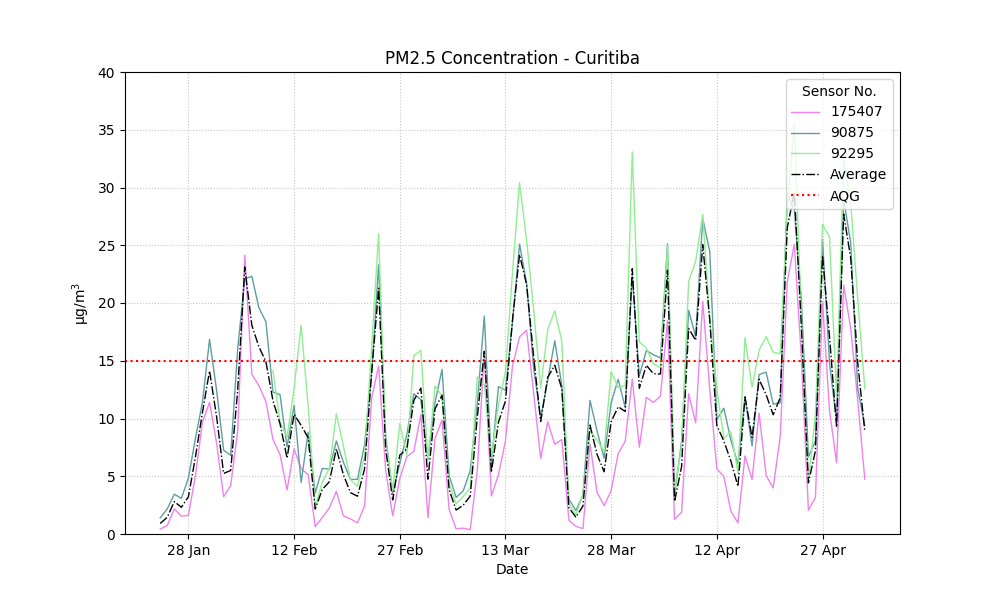 PM2.5 Concentration - Curitiba
40
35
30
25
20
15
10
5
0
µg/m³
Sensor No.
175407
90875
92295
Average
AQG
28 Jan
12 Feb
27 Feb
13 Mar
28 Mar
12 Apr
27 Apr
Date